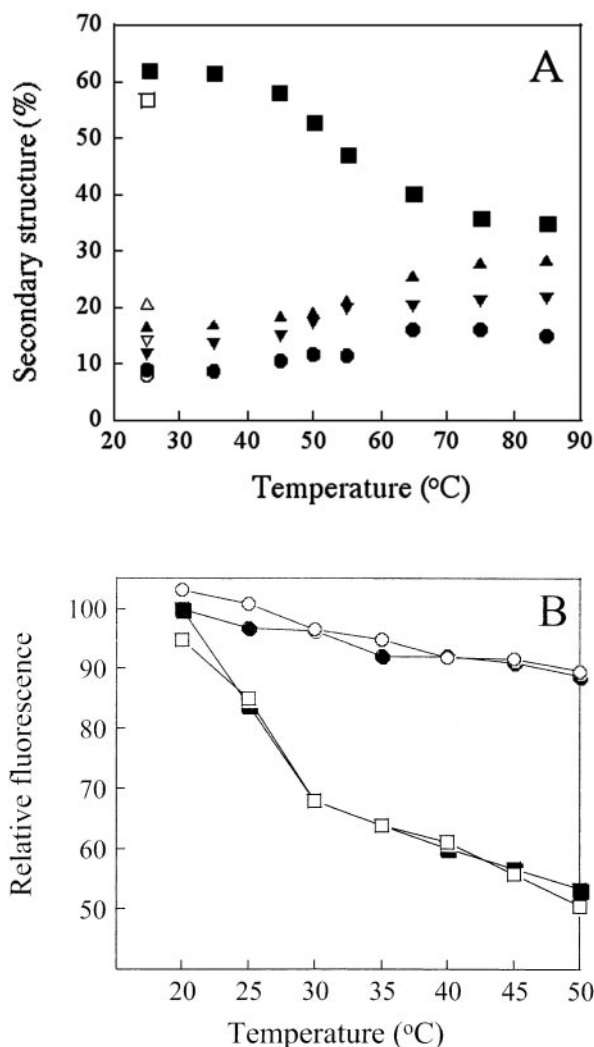 A
Secondary structure (%)
70
60
50
40
30
20
10
0
20 30 40 50 60 70 80 90
Temperature (°C)
B
Relative fluorescence
100
90
80
70
60
50
20 25 30 35 40 45 50
Temperature (°C)